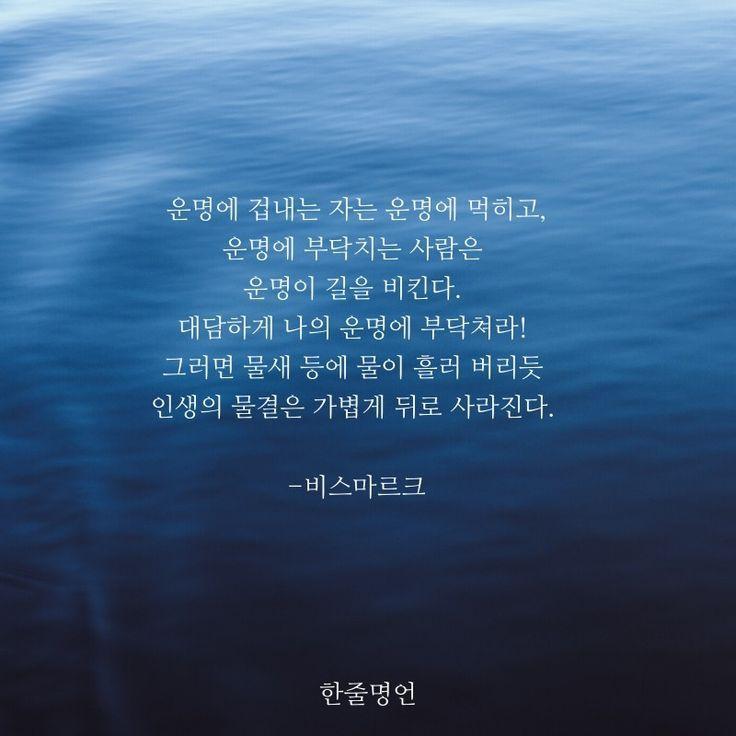 운명에 겁내는 자는 운명에 먹히고,
운명에 부닥치는 사람은
운명이 길을 비킨다.
대담하게 나의 운명에 부닥쳐라!
그러면 물새 등에 물이 흘러 버리듯
인생의 물결은 가볍게 뒤로 사라진다.
-비스마르크
한줄명언